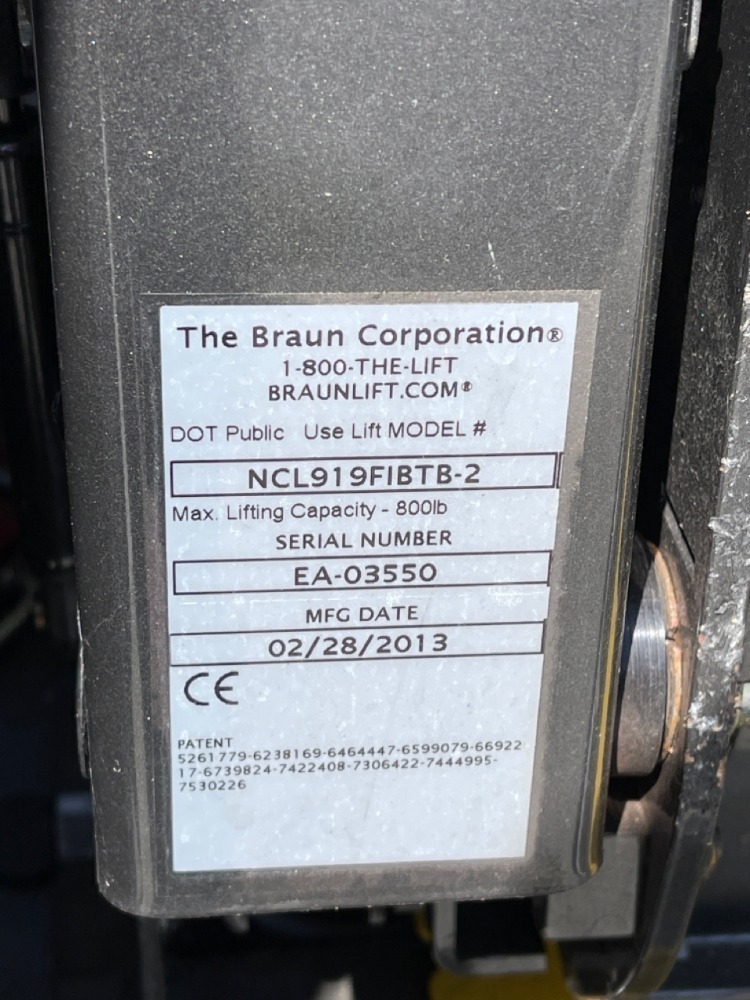 The Braun Corporation®
1-800-THE-LIFT
BRAUNLIFT.COM®
DOT Public Use Lift MODEL #
NCL919FIBTB-2
Max. Lifting Capacity - 800lb
SERIAL NUMBER
EA-03550
MFG DATE
02/28/2013
CE
PATENT
5261779-6238169-6464447-6599079-66922
17-6739824-7422408-7306422-7444995-
7530226